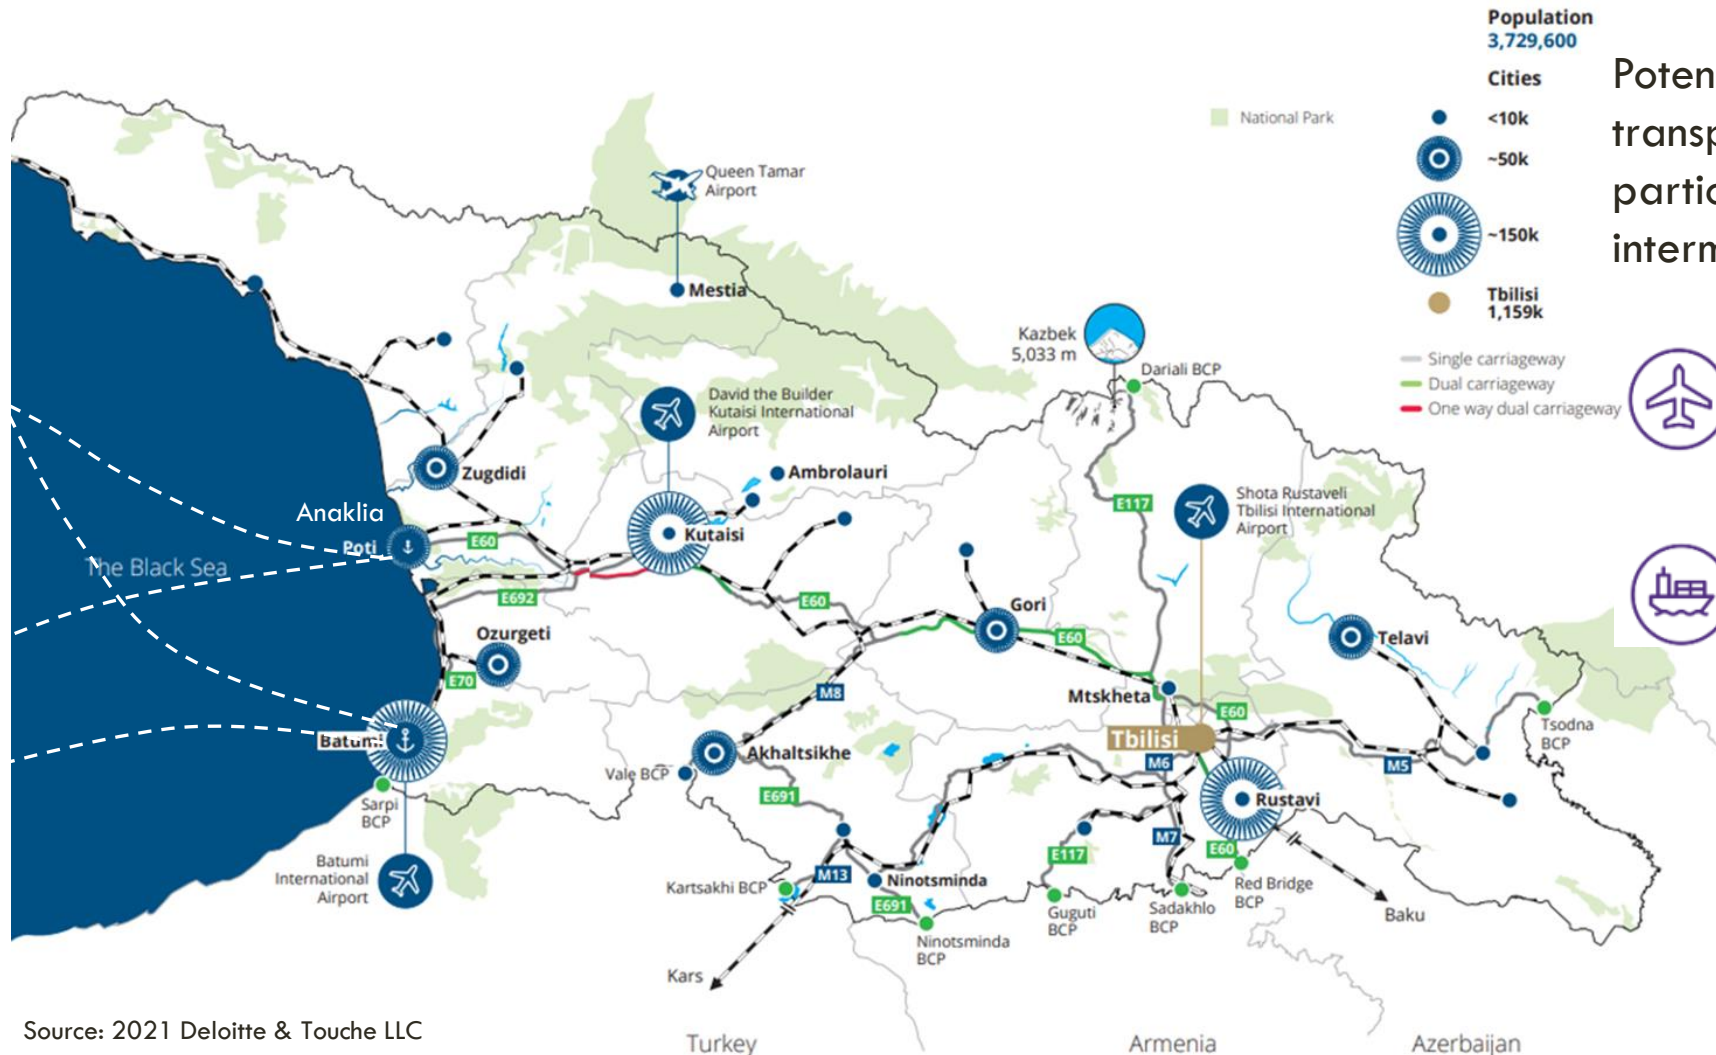 Population
3,729,600
Cities
<10k
~50k
~150k
Tbilisi
1,159k
National Park
Single carriageway
Dual carriageway
One way dual carriageway
Poten
transp
partic
interm
Queen Tamar
Airport
Mestia
Kazbek
5,033 m
Dariali BCP
David the Builder
Kutaisi International
Airport
Zugdidi
Ambrolauri
Anaklia
Poti
E60
Kutaisi
E117
Shota Rustaveli
Tbilisi International
Airport
The Black Sea
E692
E60
Gori
E60
Ozurgeti
Telavi
E70
M8
Mtskheta
E60
Tsodna
BCP
Batumi
Akhaltsikhe
Tbilisi
M6
M5
Vale BCP
Sarpi
BCP
E691
Rustavi
M7
E117
E60
Batumi
International
Airport
Kartsakhi BCP
M13
Ninotsminda
E691
Guguti
BCP
Sadakhlo
BCP
Red Bridge
BCP
Baku
Ninotsminda
BCP
Kars
Source: 2021 Deloitte & Touche LLC
Turkey
Armenia
Azerbaijan